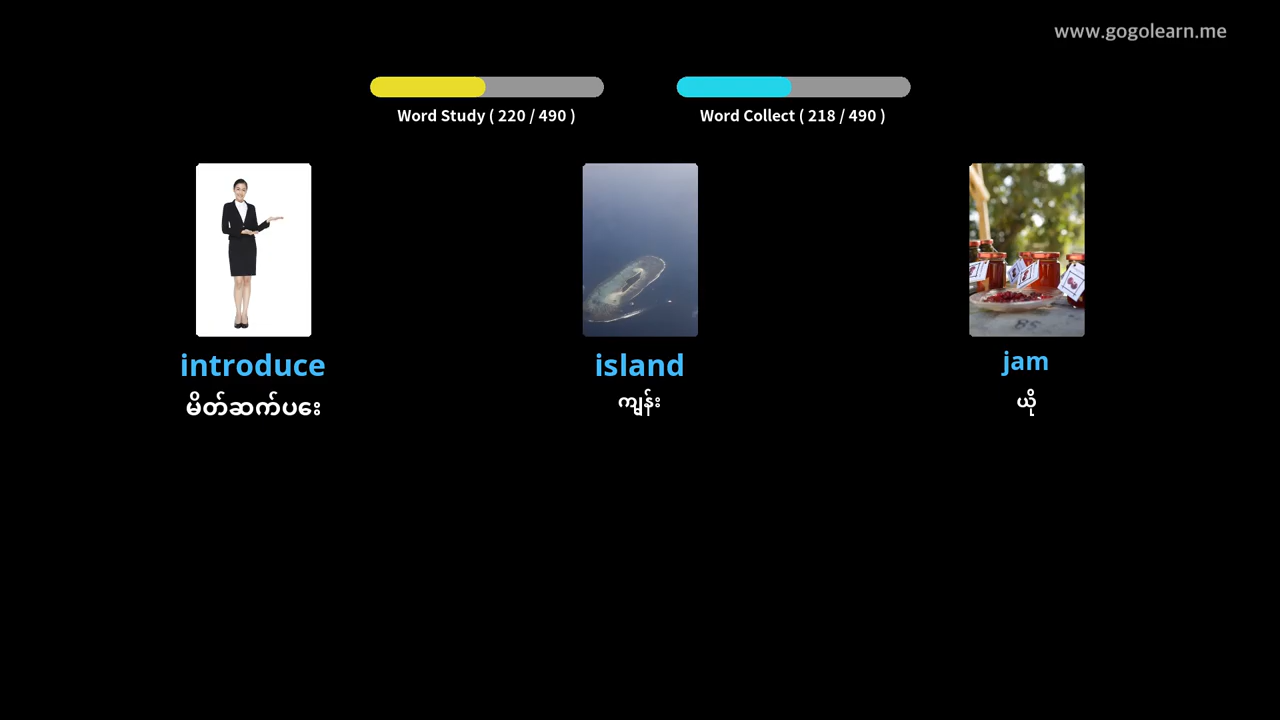 www.gogolearn.me
Word Study ( 220 / 490 )
Word Collect ( 218 / 490 )
introduce
island
jam
မိတ်ဆက်ပေး
ကျွန်း
ယို